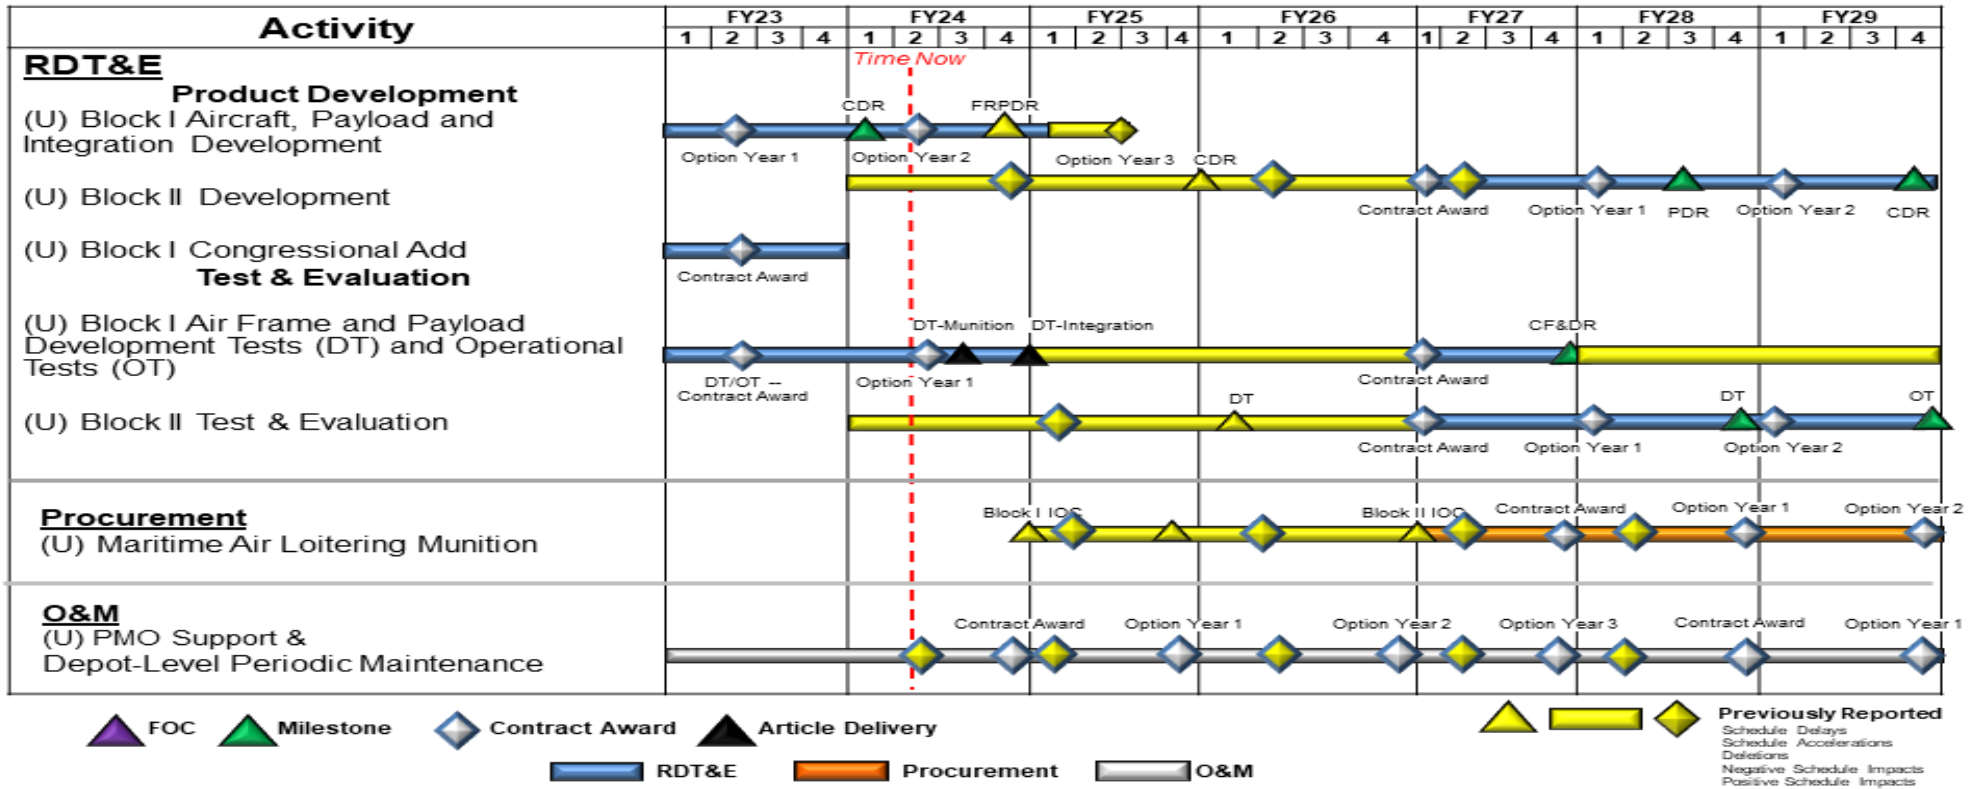 Activity
FY23 FY24 FY25 FY26 FY27 FY28 FY29
1 2 3 4 1 2 3 4 1 2 3 4 1 2 3 4 1 2 3 4 1 2 3 4 1 2 3 4
Time Now
RDT&E
Product Development
(U) Block I Aircraft, Payload and
Integration Development
CDR FRPDR
Option Year 1 Option Year 2 Option Year 3 CDR
(U) Block II Development
Contract Award Option Year 1 PDR Option Year 2 CDR
(U) Block I Congressional Add
Contract Award
Test & Evaluation
(U) Block I Air Frame and Payload
Development Tests (DT) and Operational
Tests (OT)
DT-Munition DT-Integration CF&DR
DT/OT --
Contract Award
Option Year 1 Contract Award
DT DT OT
(U) Block II Test & Evaluation
Contract Award Option Year 1 Option Year 2
Procurement
(U) Maritime Air Loitering Munition
Block I IOC Block II IOC Contract Award Option Year 1 Option Year 2
O&M
(U) PMO Support &
Depot-Level Periodic Maintenance
Contract Award Option Year 1 Option Year 2 Option Year 3 Contract Award Option Year 1
FOC Milestone Contract Award Article Delivery
RDT&E Procurement O&M
Previously Reported
Schedule Delays
Schedule Accelerations
Deletions
Negative Schedule Impacts
Positive Schedule Impacts